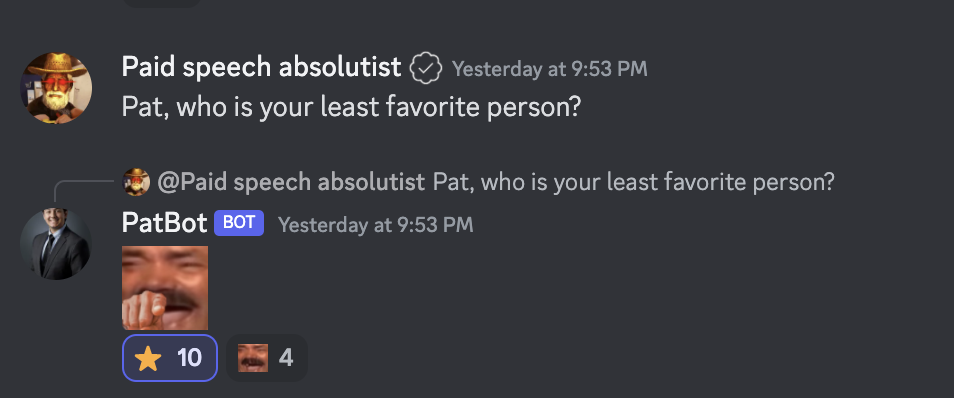 Paid speech absolutist Yesterday at 9:53 PM
Pat, who is your least favorite person?
@Paid speech absolutist Pat, who is your least favorite person?
PatBot BOT Yesterday at 9:53 PM
10 4